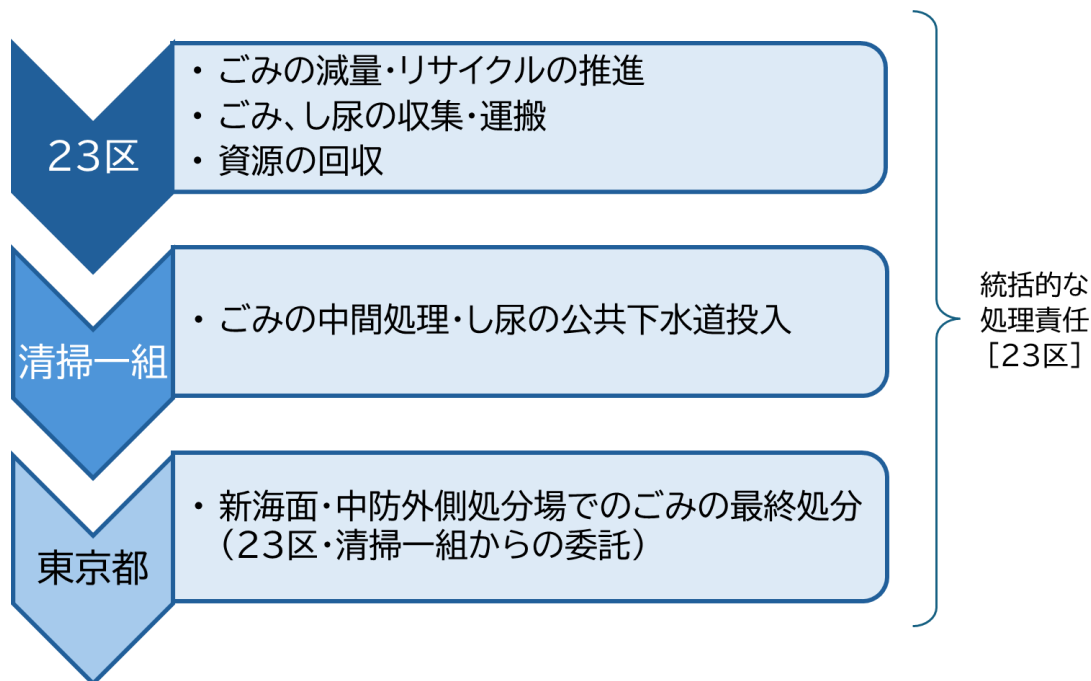 23区
・ごみの減量・リサイクルの推進
・ごみ、し尿の収集・運搬
・資源の回収
清掃一組
・ごみの中間処理・し尿の公共下水道投入
東京都
・新海面・中防外側処分場でのごみの最終処分
（23区・清掃一組からの委託）
統括的な
処理責任
［23区］